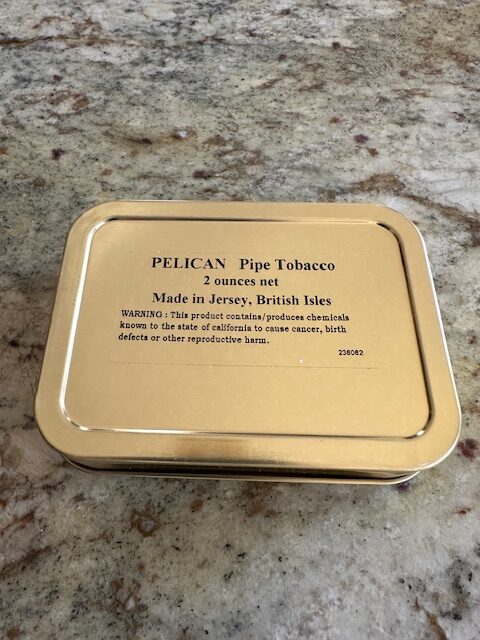 PELICAN Pipe Tobacco
2 ounces net
Made in Jersey, British Isles
WARNING : This product contains/produces chemicals
known to the state of california to cause cancer, birth
defects or other reproductive harm.
236082